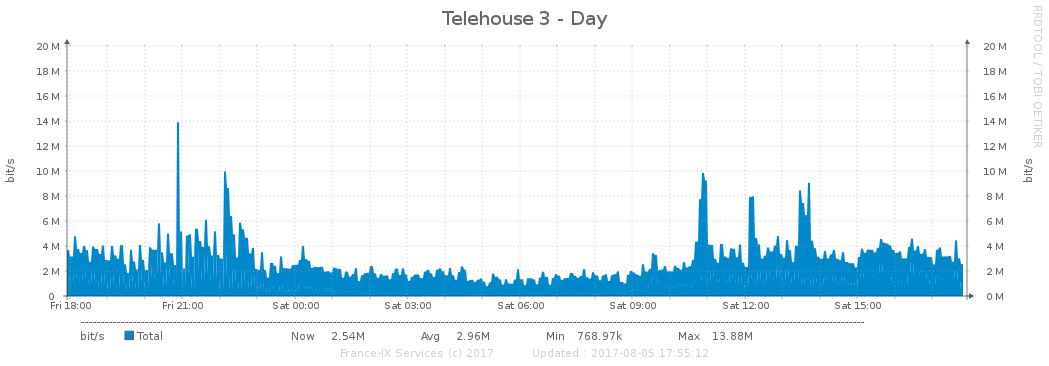 Telehouse 3 - Day
RRDTOOL / TOBI OETIKER
20 M 20 M
18 M 18 M
16 M 16 M
14 M 14 M
12 M 12 M
10 M 10 M
8 M 8 M
6 M 6 M
4 M 4 M
2 M 2 M
0 0 M
bit/s
bit/s
Fri 18:00 Fri 21:00 Sat 00:00 Sat 03:00 Sat 06:00 Sat 09:00 Sat 12:00 Sat 15:00
bit/s Total Now 2.54M Avg 2.96M Min 768.97k Max 13.88M
France-IX Services (c) 2017 Updated : 2017-08-05 17:55:12